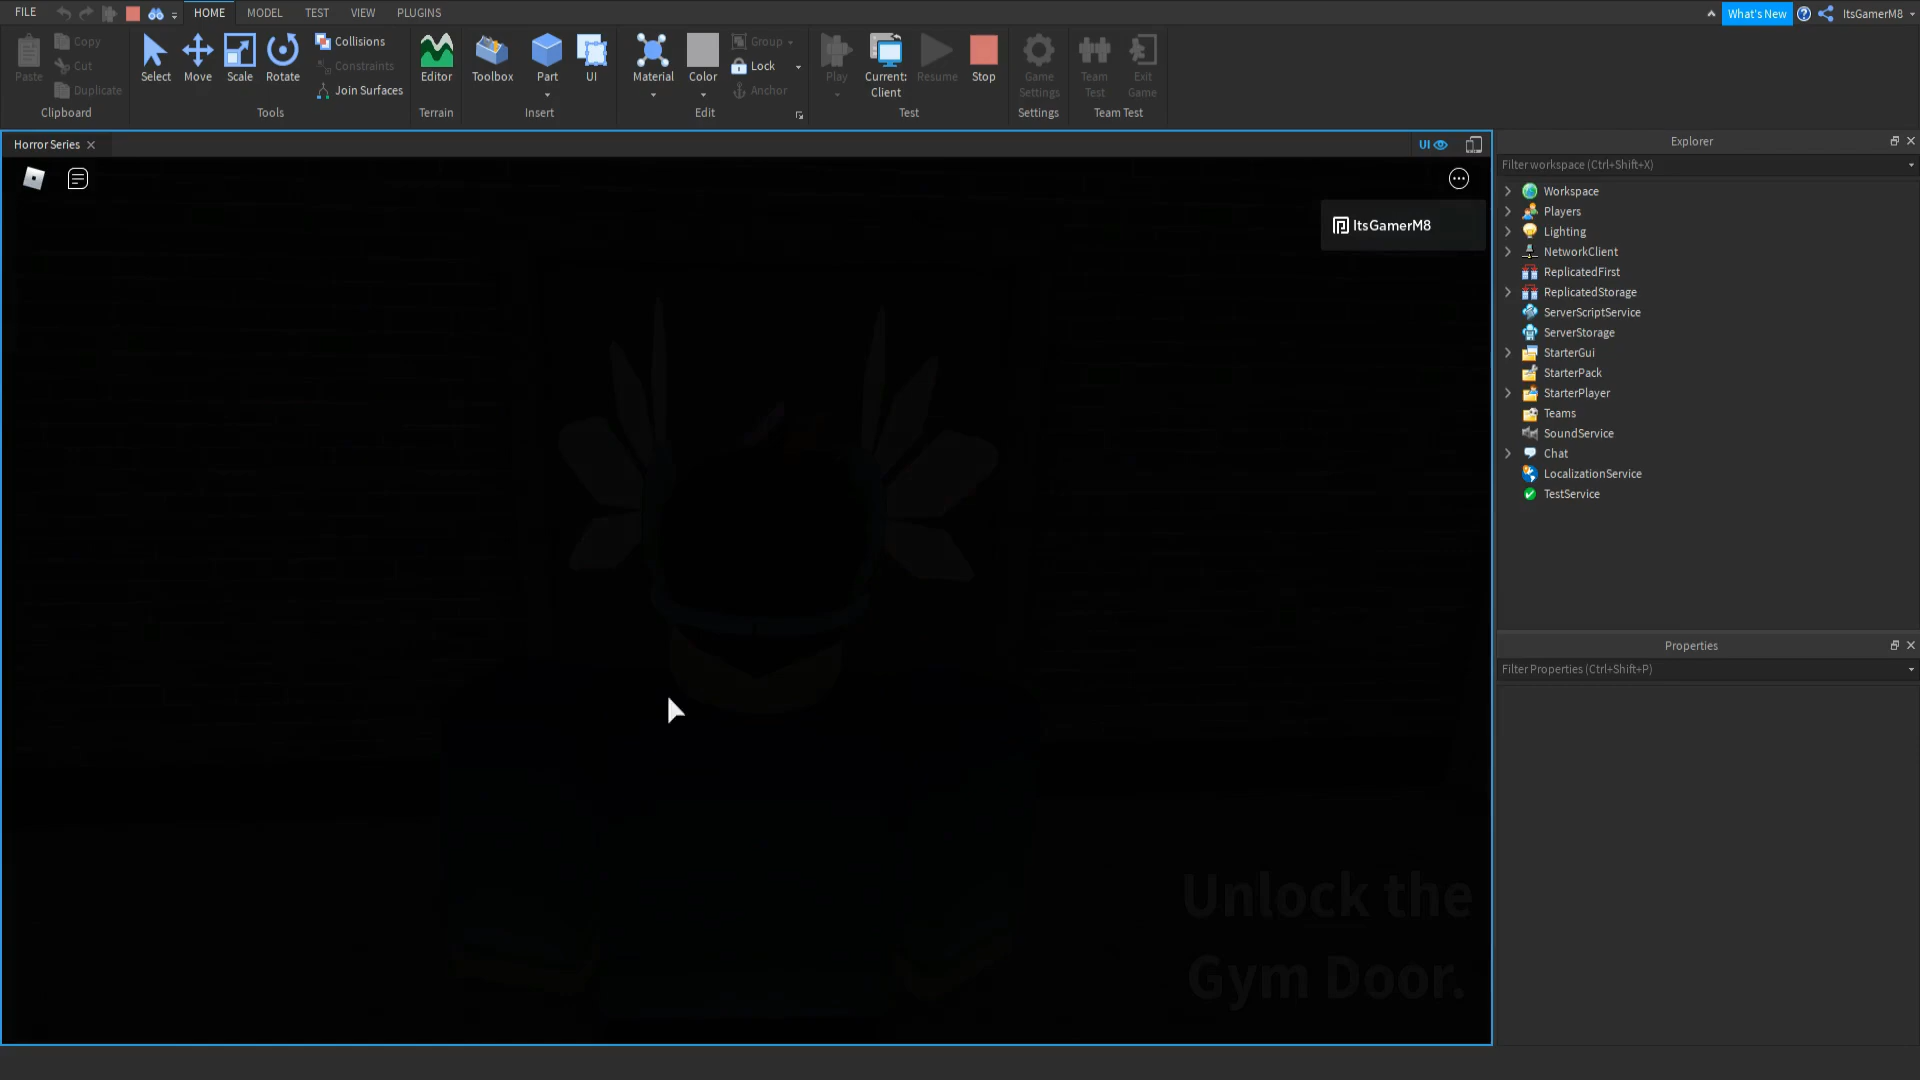 FILE
HOME
MODEL
TEST
VIEW
PLUGINS
What's New
ItsGamerM8
Paste
Copy
Cut
Duplicate
Clipboard
Select
Move
Scale
Rotate
Collisions
Constraints
Join Surfaces
Tools
Editor
Terrain
Toolbox
Part
UI
Insert
Material
Color
Group
Lock
Anchor
Edit
Play
Current:
Client
Resume
Stop
Test
Game
Settings
Settings
Team
Test
Exit
Game
Team Test
Horror Series
UI
ItsGamerM8
Unlock the
Gym Door.
Explorer
Filter workspace (Ctrl+Shift+X)
Workspace
Players
Lighting
NetworkClient
ReplicatedFirst
ReplicatedStorage
ServerScriptService
ServerStorage
StarterGui
StarterPack
StarterPlayer
Teams
SoundService
Chat
LocalizationService
TestService
Properties
Filter Properties (Ctrl+Shift+P)